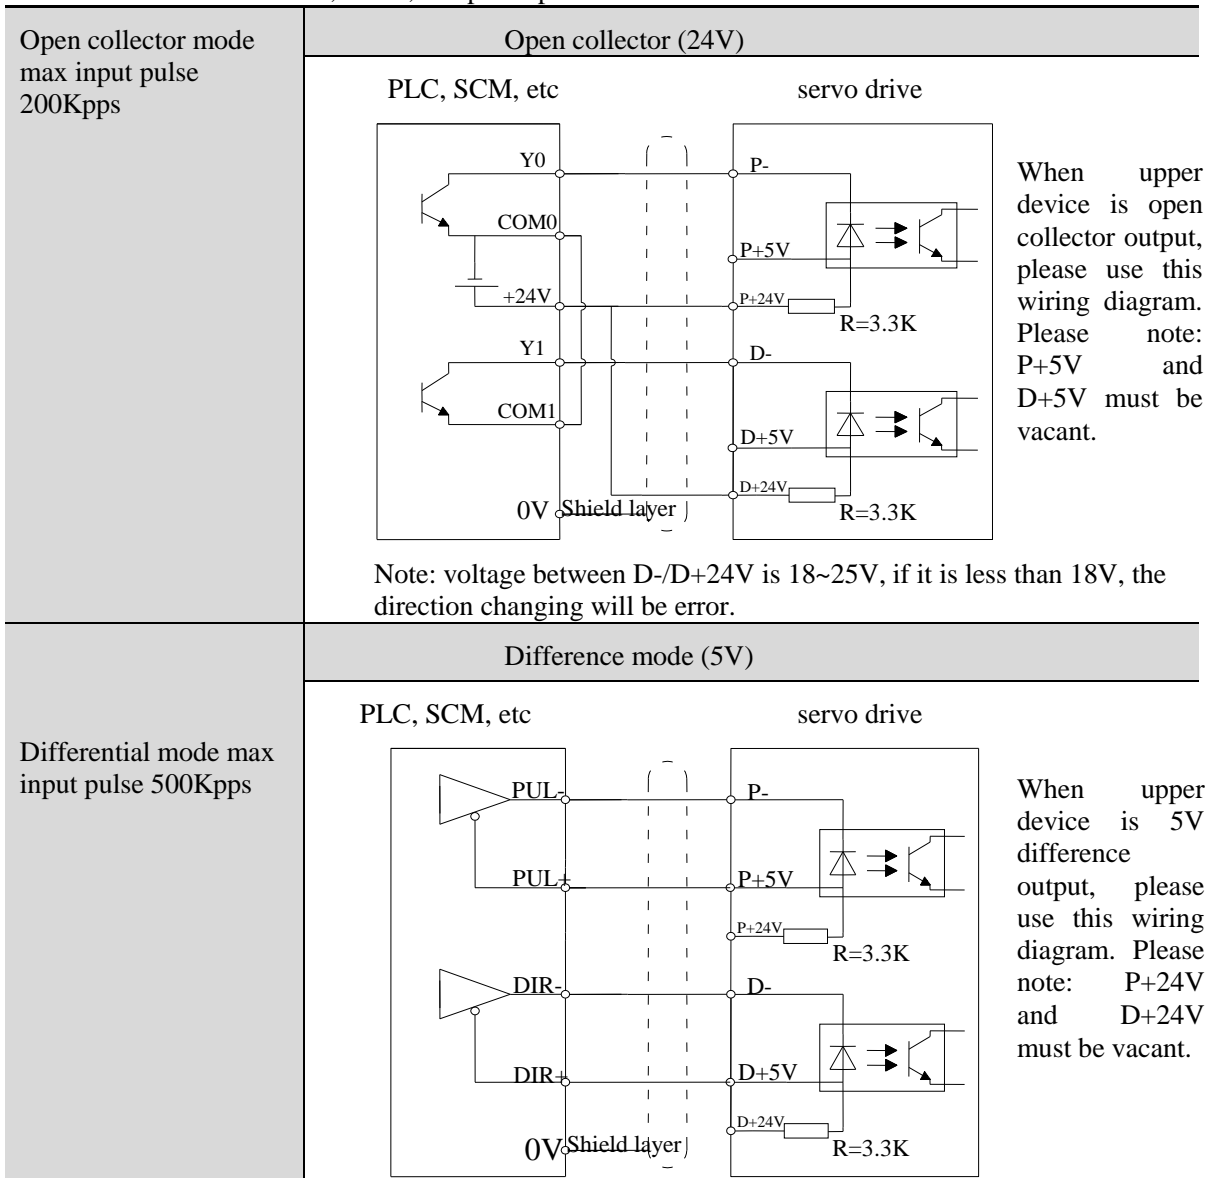 Open collector mode
max input pulse
200Kpps
Open collector (24V)
PLC, SCM, etc
servo drive
Y0
P-
COM0
P+5V
+24V
P+24V
R=3.3K
Y1
D-
COM1
D+5V
D+24V
0V
Shield layer
R=3.3K
When upper
device is open
collector output,
please use this
wiring diagram.
Please note:
P+5V and
D+5V must be
vacant.
Note: voltage between D-/D+24V is 18~25V, if it is less than 18V, the
direction changing will be error.
Differential mode max
input pulse 500Kpps
Difference mode (5V)
PLC, SCM, etc
servo drive
PUL-
P-
PUL+
P+5V
P+24V
R=3.3K
DIR-
D-
DIR+
D+5V
D+24V
0V
Shield layer
R=3.3K
When upper
device is 5V
difference
output, please
use this wiring
diagram. Please
note: P+24V
and D+24V
must be vacant.